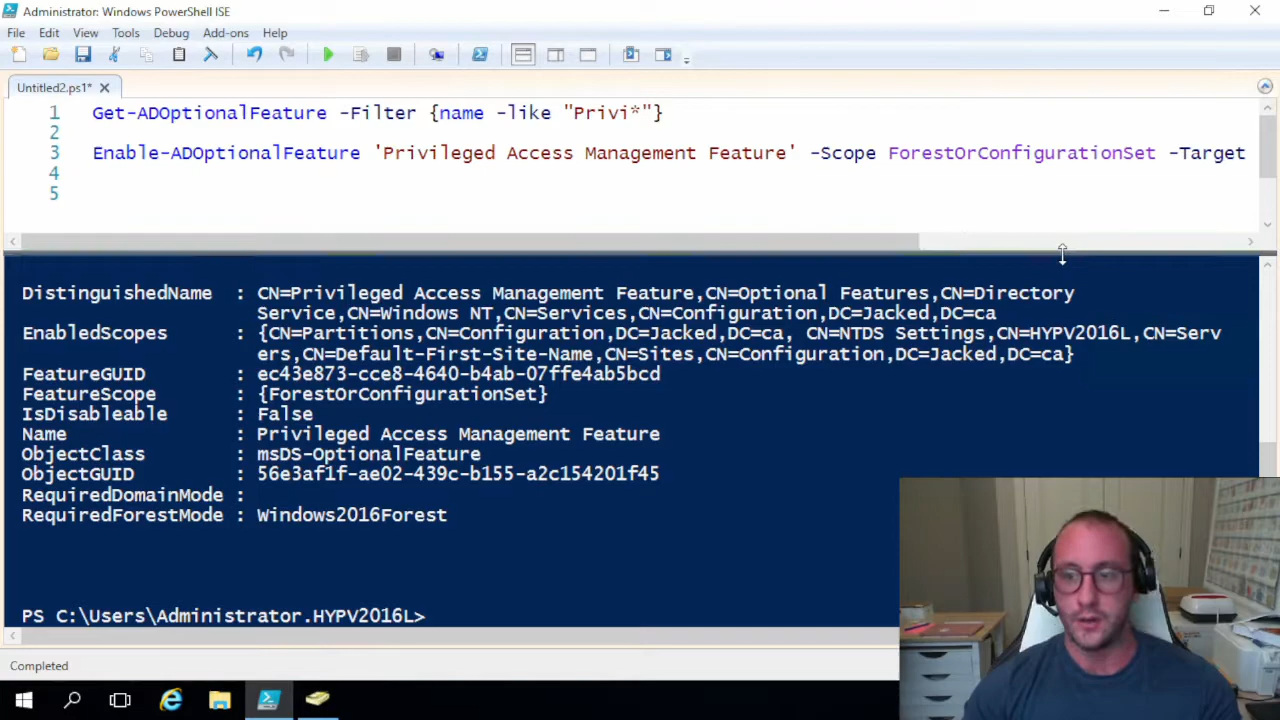 Administrator: Windows PowerShell ISE
File Edit View Tools Debug Add-ons Help
Untitled2.ps1*
1 Get-ADOptionalFeature -Filter {name -like "Privi*"}
2
3 Enable-ADOptionalFeature 'Privileged Access Management Feature' -Scope ForestOrConfigurationSet -Target
4
5
DistinguishedName : CN=Privileged Access Management Feature,CN=Optional Features,CN=Directory
Service,CN=Windows NT,CN=Services,CN=Configuration,DC=Jacked,DC=ca
EnabledScopes : {CN=Partitions,CN=Configuration,DC=Jacked,DC=ca, CN=NTDS Settings,CN=HYPV2016L,CN=Serv
ers,CN=Default-First-Site-Name,CN=Sites,CN=Configuration,DC=Jacked,DC=ca}
FeatureGUID : ec43e873-cce8-4640-b4ab-07ffe4ab5bcd
FeatureScope : {ForestOrConfigurationSet}
IsDisableable : False
Name : Privileged Access Management Feature
ObjectClass : msDS-OptionalFeature
ObjectGUID : 56e3af1f-ae02-439c-b155-a2c154201f45
RequiredDomainMode :
RequiredForestMode : Windows2016Forest
PS C:\Users\Administrator.HYPV2016L>
Completed